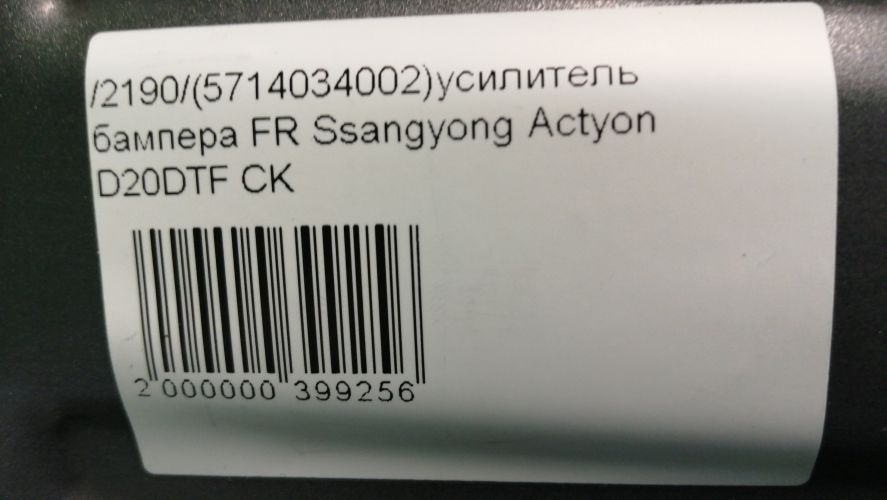 /2190/(5714034002)усилитель
бампера FR Ssangyong Actyon
D20DTF CK
2 000000 399256